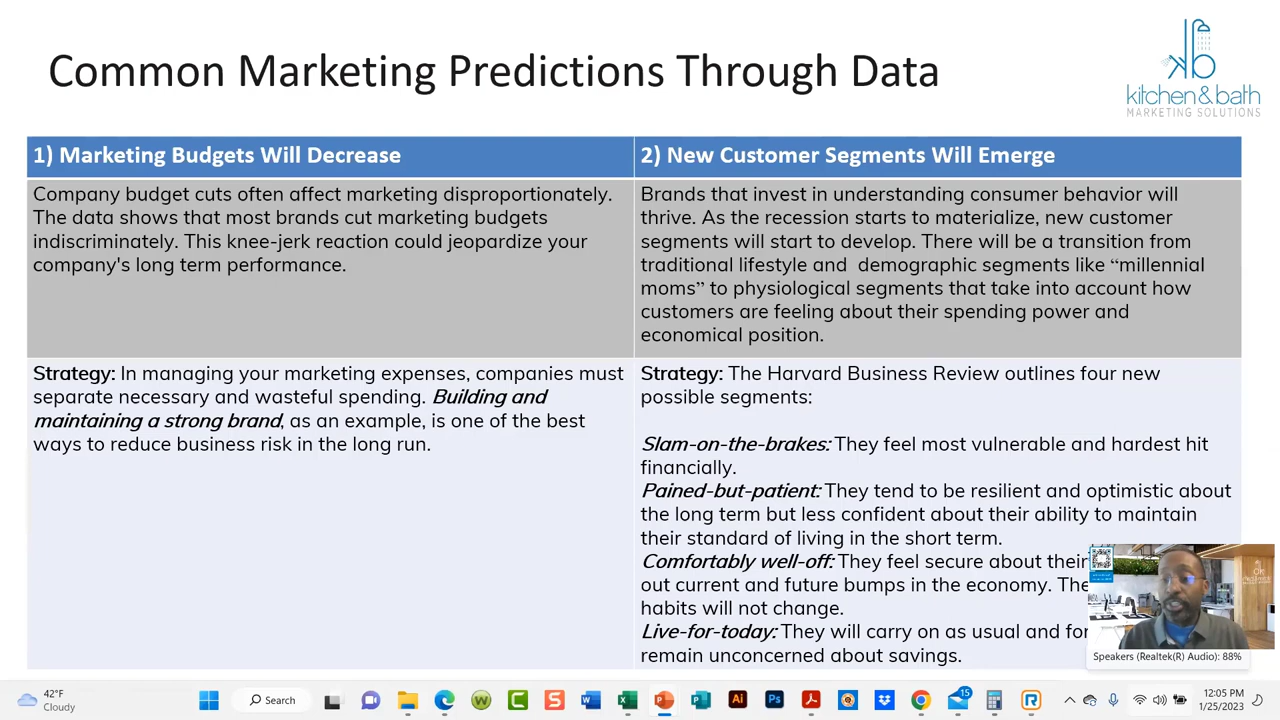 Common Marketing Predictions Through Data
kitchen & bath
MARKETING SOLUTIONS
1) Marketing Budgets Will Decrease
Company budget cuts often affect marketing disproportionately.
The data shows that most brands cut marketing budgets
indiscriminately. This knee-jerk reaction could jeopardize your
company's long term performance.
Strategy: In managing your marketing expenses, companies must
separate necessary and wasteful spending. Building and
maintaining a strong brand, as an example, is one of the best
ways to reduce business risk in the long run.
2) New Customer Segments Will Emerge
Brands that invest in understanding consumer behavior will
thrive. As the recession starts to materialize, new customer
segments will start to develop. There will be a transition from
traditional lifestyle and  demographic segments like “millennial
moms” to physiological segments that take into account how
customers are feeling about their spending power and
economical position.
Strategy: The Harvard Business Review outlines four new
possible segments:
Slam-on-the-brakes: They feel most vulnerable and hardest hit
financially.
Pained-but-patient: They tend to be resilient and optimistic about
the long term but less confident about their ability to maintain
their standard of living in the short term.
Comfortably well-off: They feel secure about their
out current and future bumps in the economy. The
habits will not change.
Live-for-today: They will carry on as usual and for
remain unconcerned about savings.
Speakers (Realtek(R) Audio): 88%
42°F
Cloudy
Search
15
12:05 PM
1/25/2023